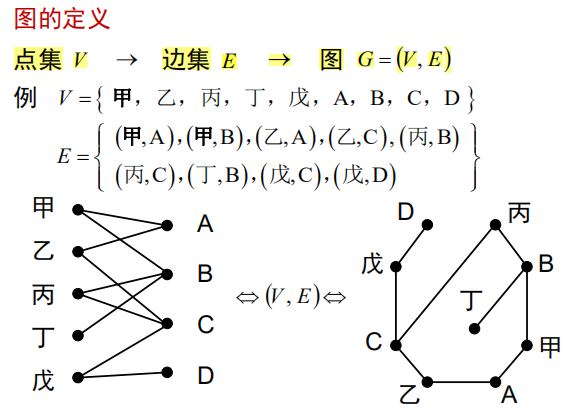 图的定义
点集 V → 边集 E → 图 G = (V, E)
例 V = { 甲, 乙, 丙, 丁, 戊, A, B, C, D }
E = { (甲,A),(甲,B),(乙,A),(乙,C),(丙,B)
(丙,C),(丁,B),(戊,C),(戊,D) }
甲
乙
丙
丁
戊
A
B
C
D
⇔ (V, E) ⇔
D
丙
戊
B
丁
C
甲
乙
A